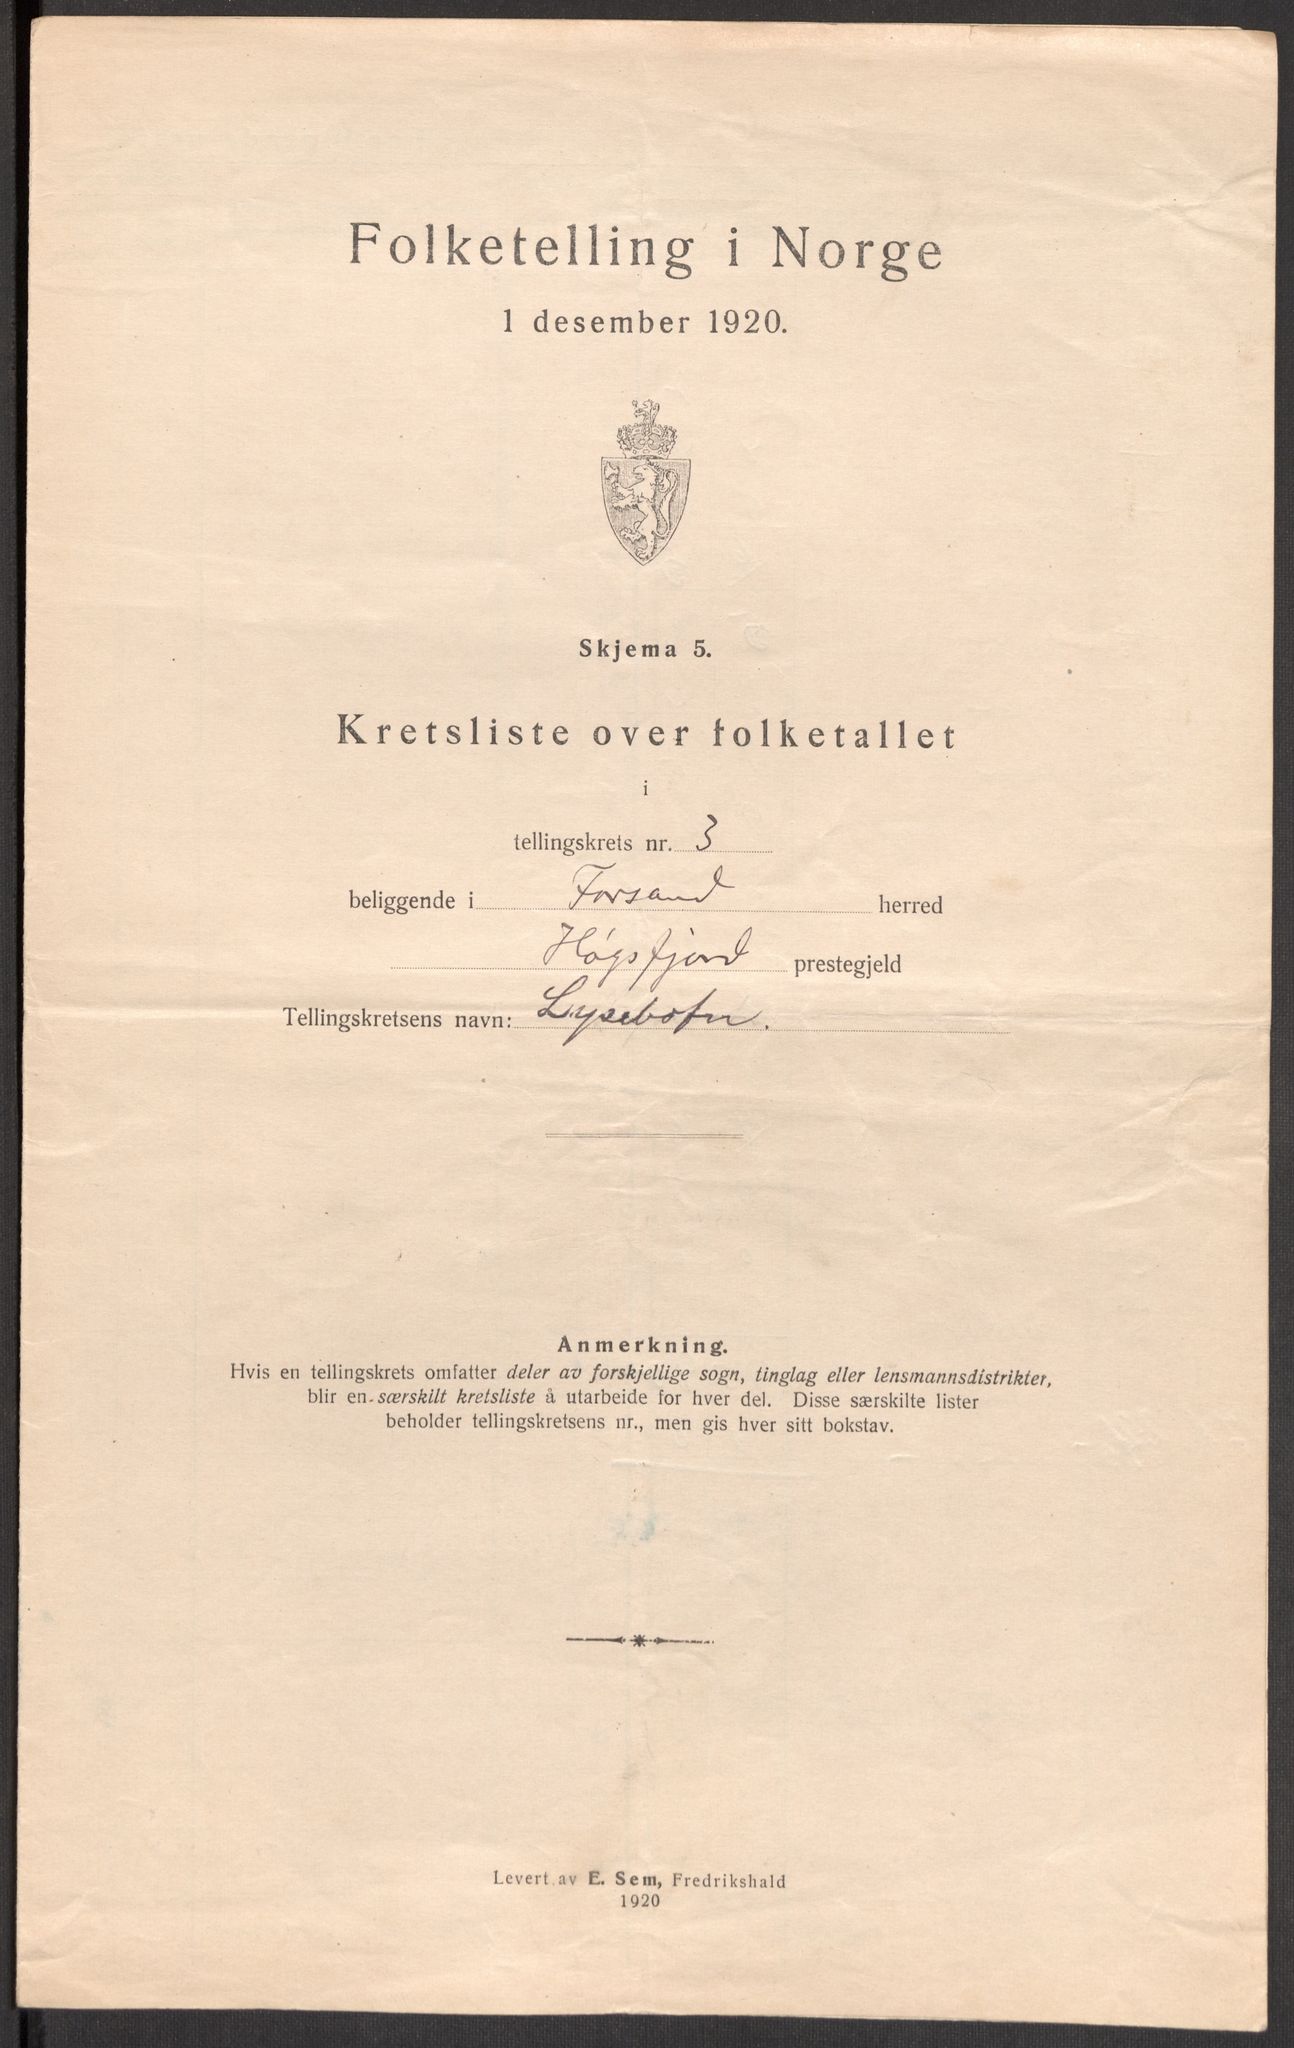 Folketelling i Norge
1 desember 1920.
Skjema 5.
Kretsliste over folketallet
i
tellingskrets nr. 3
beliggende i Forsand herred
Høgsfjord prestegjeld
Tellingskretsens navn: Lysebotn.
Anmerkning.
Hvis en tellingskrets omfatter deler av forskjellige sogn, tinglag eller lensmannsdistrikter,
blir en særskilt kretsliste å utarbeide for hver del. Disse særskilte lister
beholder tellingskretsens nr., men gis hver sitt bokstav.
Levert av E. Sem, Fredrikshald
1920